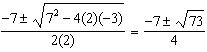 (-7 ± √(7² - 4(2)(-3))) / 2(2) = (-7 ± √73) / 4